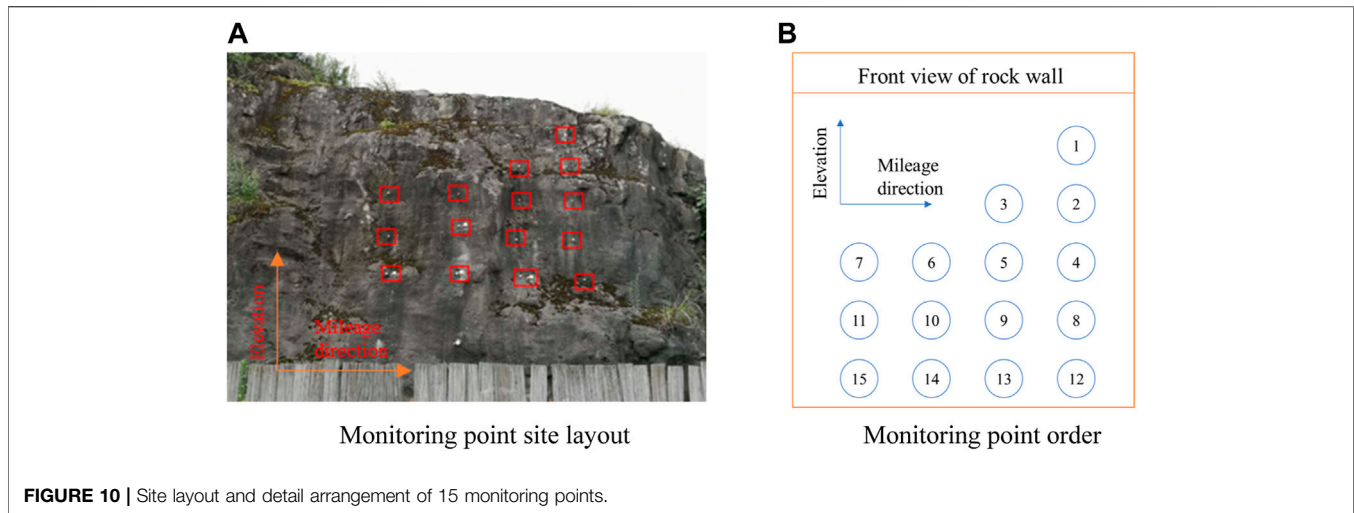 A
B
Elevation
Mileage
direction
Front view of rock wall
Elevation
Mileage
direction
1
3 2
7 6 5 4
11 10 9 8
15 14 13 12
Monitoring point site layout
Monitoring point order
FIGURE 10 | Site layout and detail arrangement of 15 monitoring points.